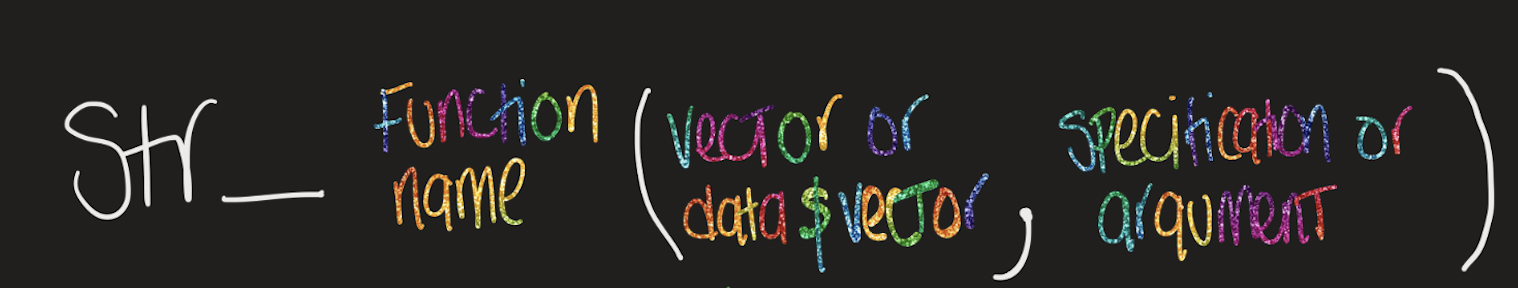 Str_ Function name (vector or data$vector, specification or argument)